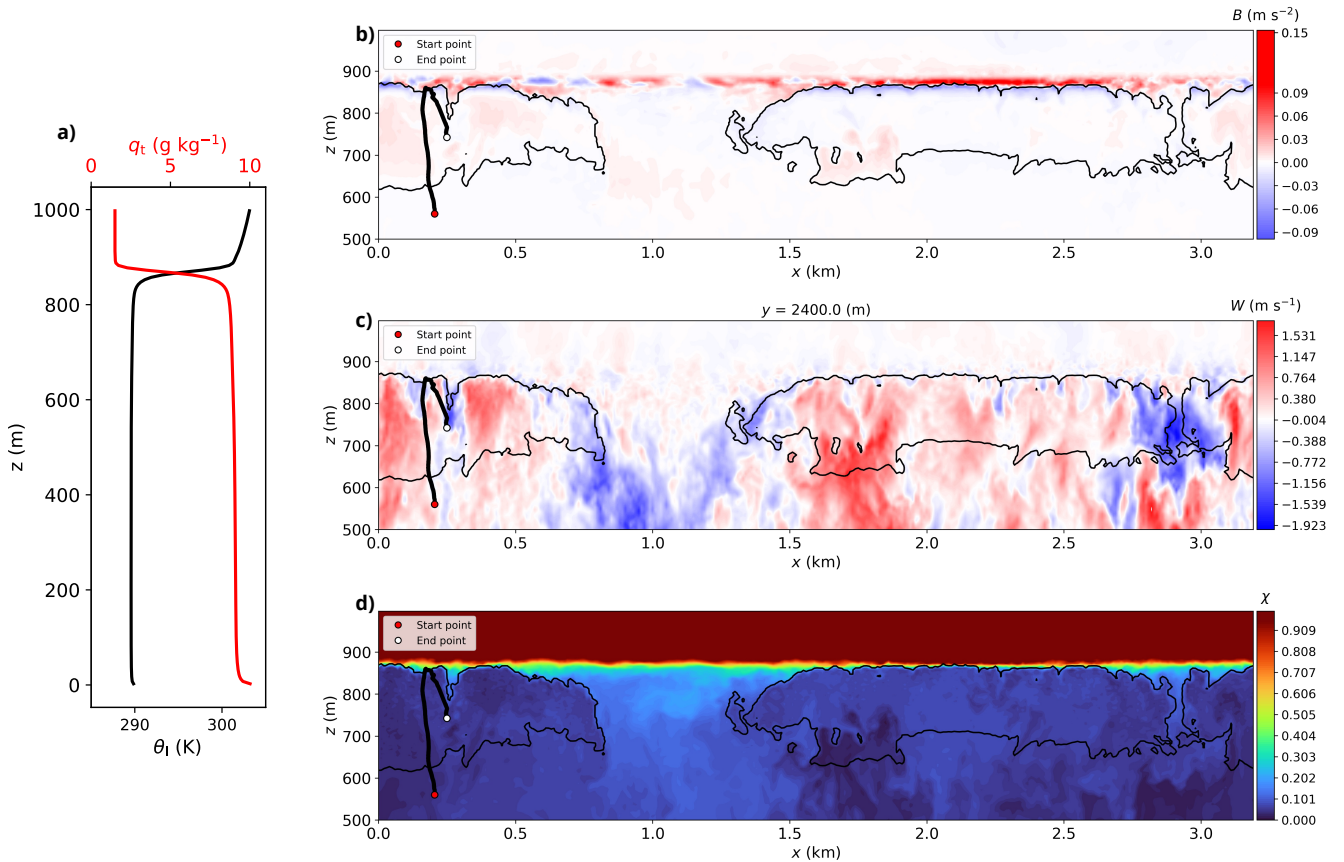 a)
q_t (g kg⁻¹)
0 5 10
1000
800
600
400
200
0
z (m)
290 300
θ_l (K)
b)
B (m s⁻²)
Start point
End point
900
800
700
600
500
z (m)
0.0 0.5 1.0 1.5 2.0 2.5 3.0
x (km)
0.15
0.09
0.06
0.03
0.00
−0.03
−0.06
−0.09
c)
y = 2400.0 (m)
W (m s⁻¹)
Start point
End point
900
800
700
600
500
z (m)
0.0 0.5 1.0 1.5 2.0 2.5 3.0
x (km)
1.531
1.147
0.764
0.380
−0.004
−0.388
−0.772
−1.156
−1.539
−1.923
d)
χ
Start point
End point
900
800
700
600
500
z (m)
0.0 0.5 1.0 1.5 2.0 2.5 3.0
x (km)
0.909
0.808
0.707
0.606
0.505
0.404
0.303
0.202
0.101
0.000